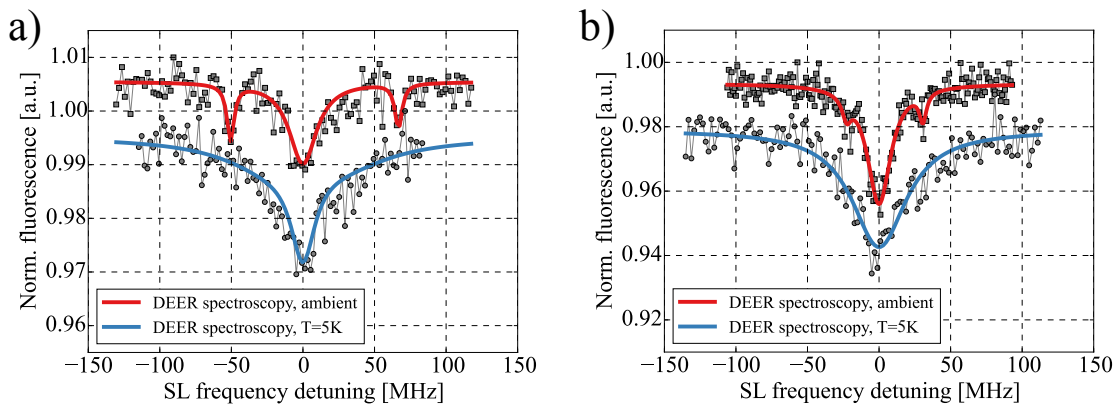 a)
Norm. fluorescence [a.u.]
1.01
1.00
0.99
0.98
0.97
0.96
DEER spectroscopy, ambient
DEER spectroscopy, T=5K
−150 −100 −50 0 50 100 150
SL frequency detuning [MHz]
b)
Norm. fluorescence [a.u.]
1.00
0.98
0.96
0.94
0.92
DEER spectroscopy, ambient
DEER spectroscopy, T=5K
−150 −100 −50 0 50 100 150
SL frequency detuning [MHz]